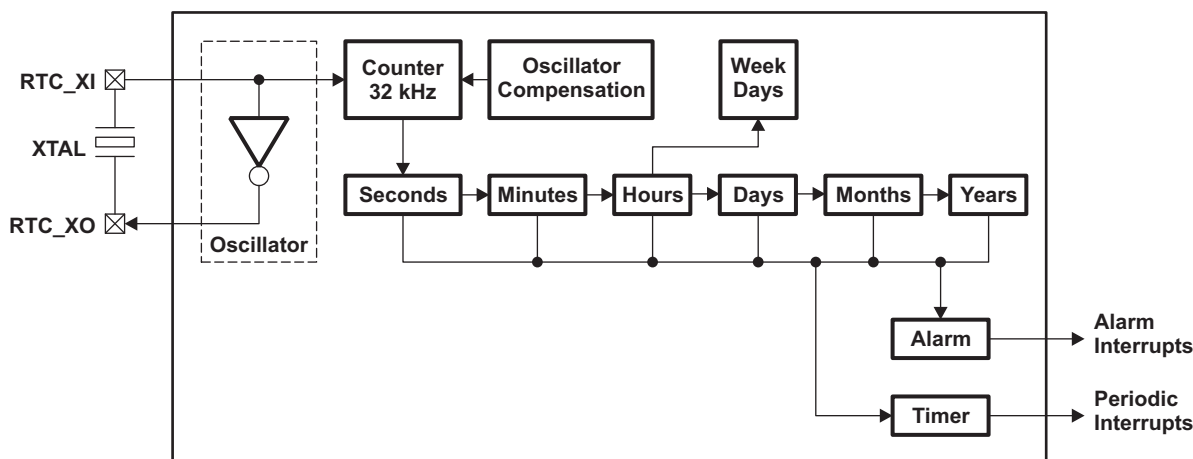 RTC_XI
XTAL
RTC_XO
Oscillator
Counter
32 kHz
Oscillator
Compensation
Week
Days
Seconds
Minutes
Hours
Days
Months
Years
Alarm
Alarm
Interrupts
Timer
Periodic
Interrupts